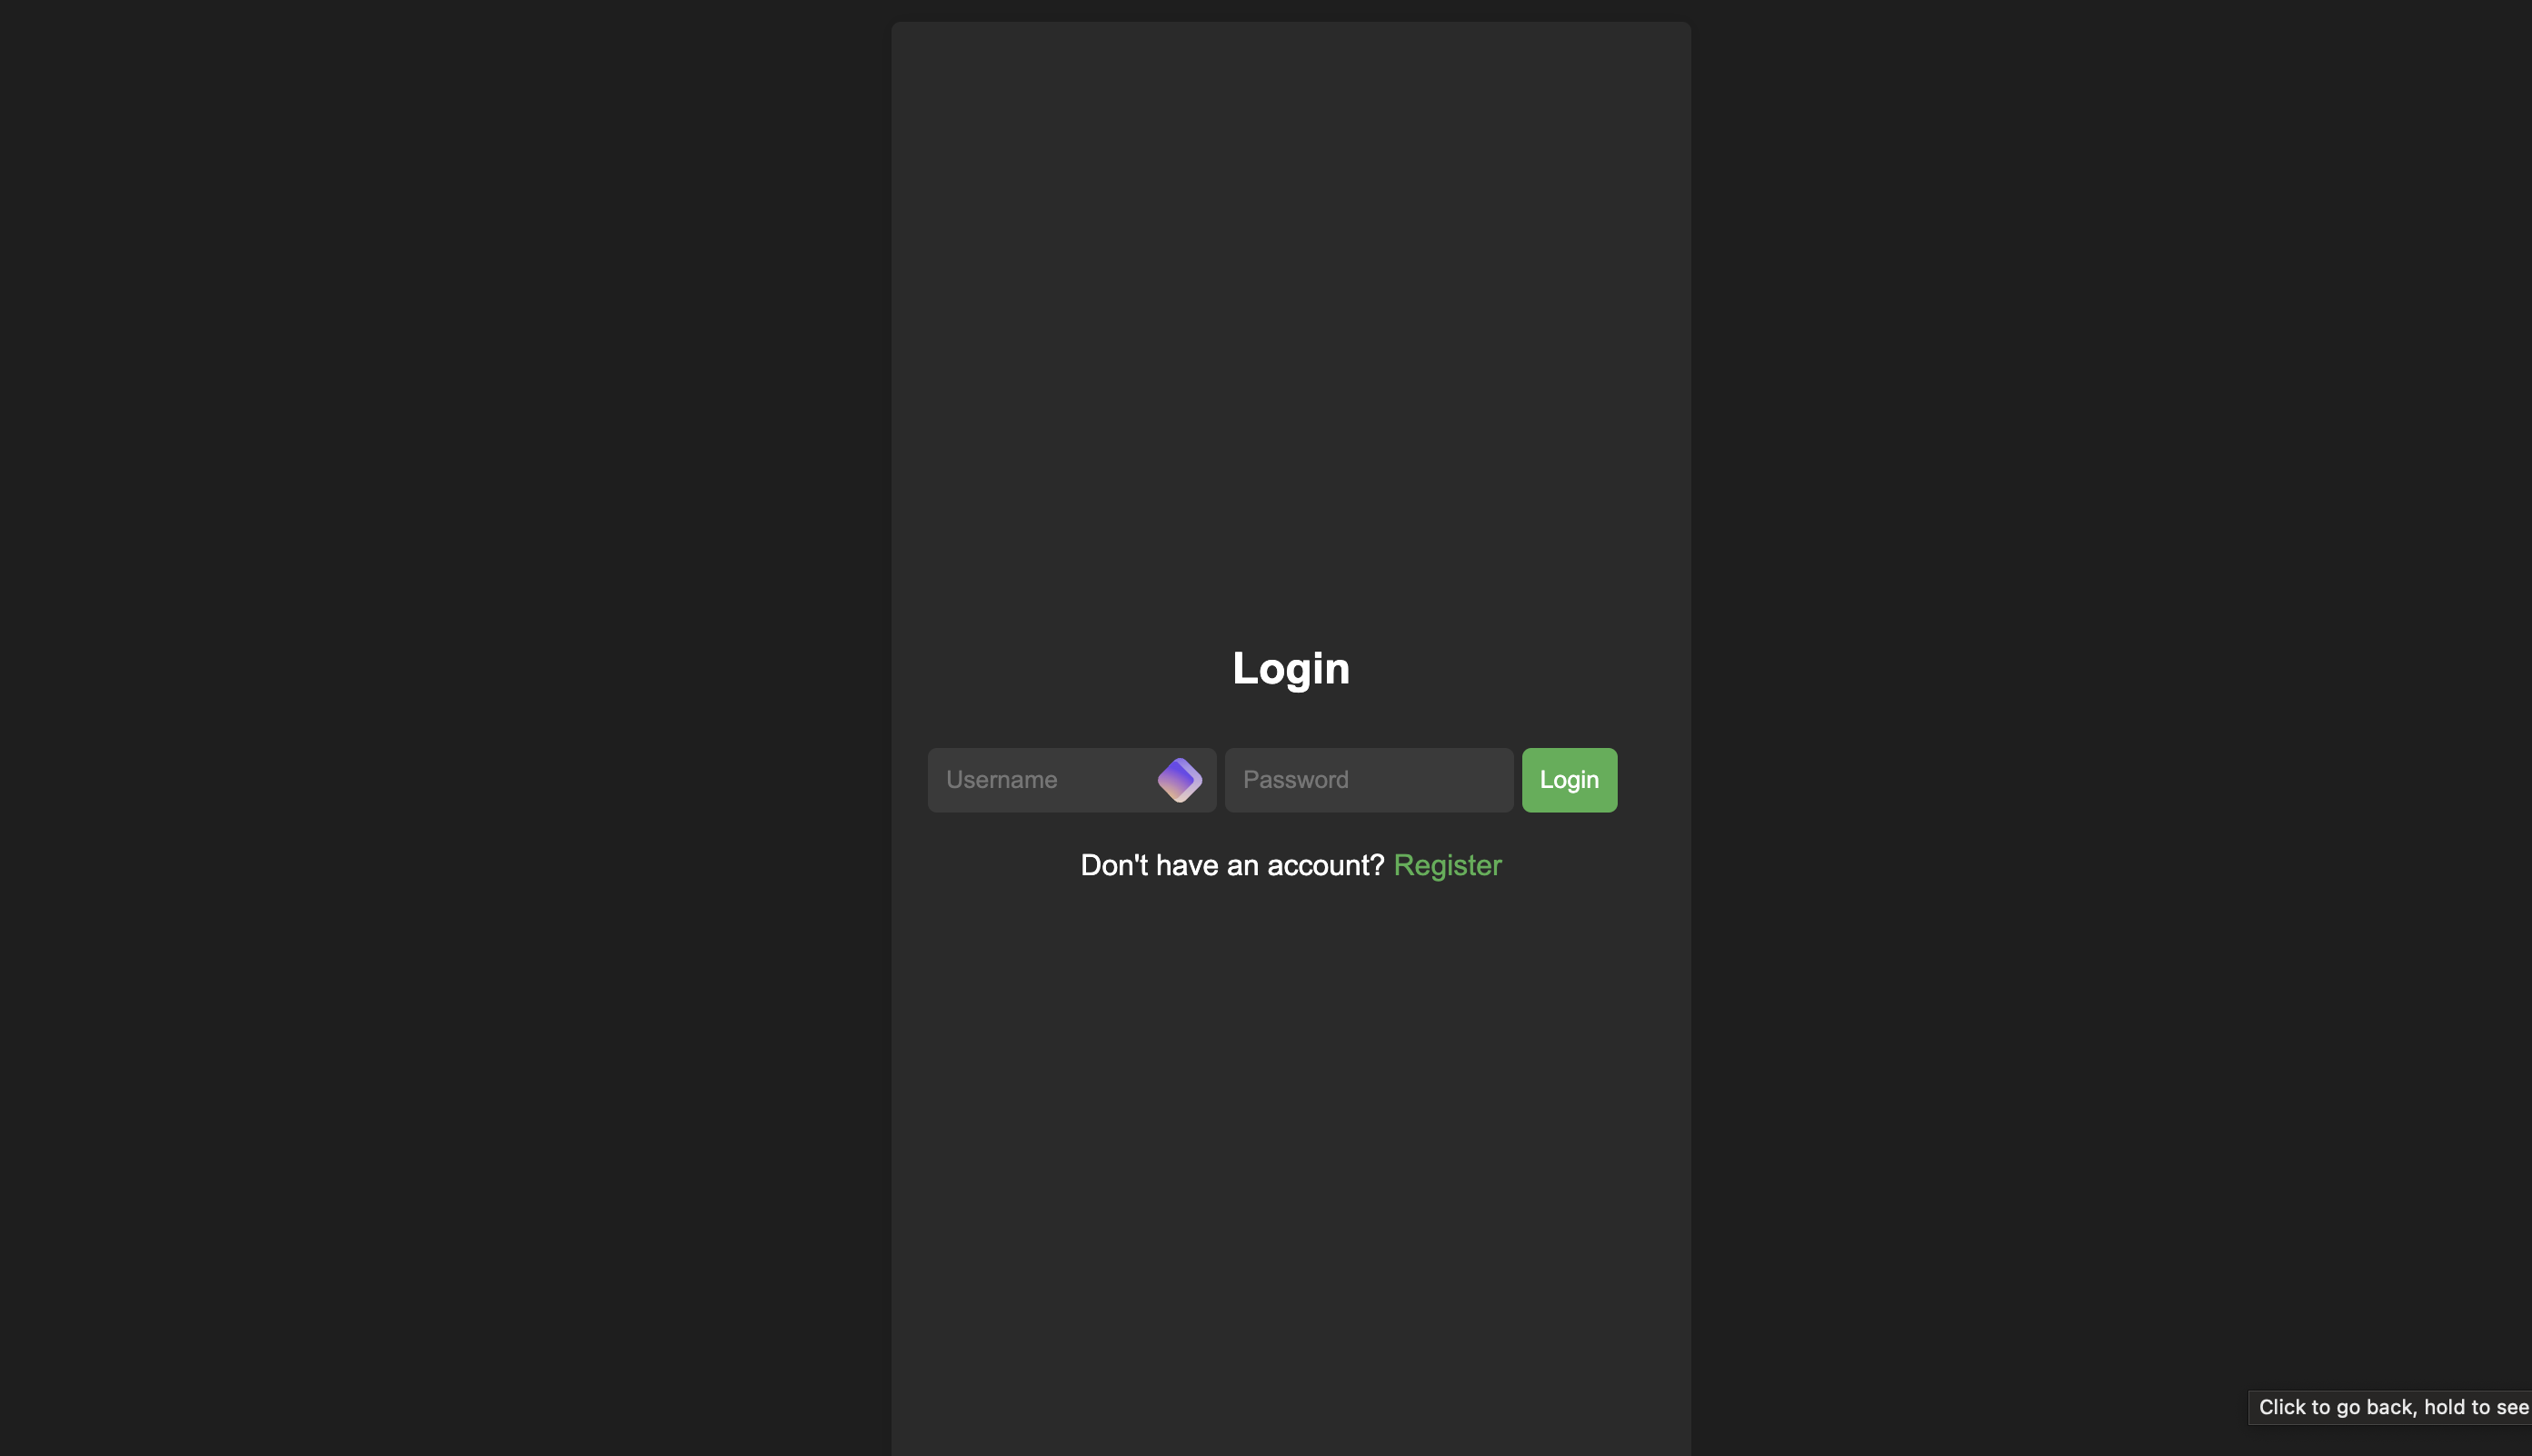 Login
Username Password Login
Don't have an account? Register
Click to go back, hold to see